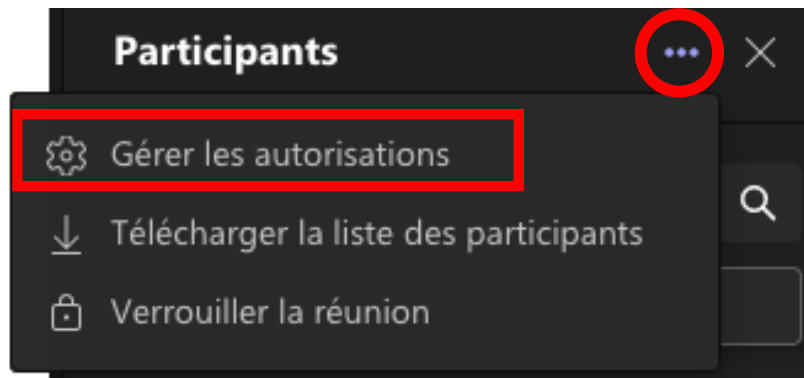 Participants
Gérer les autorisations
Télécharger la liste des participants
Verrouiller la réunion